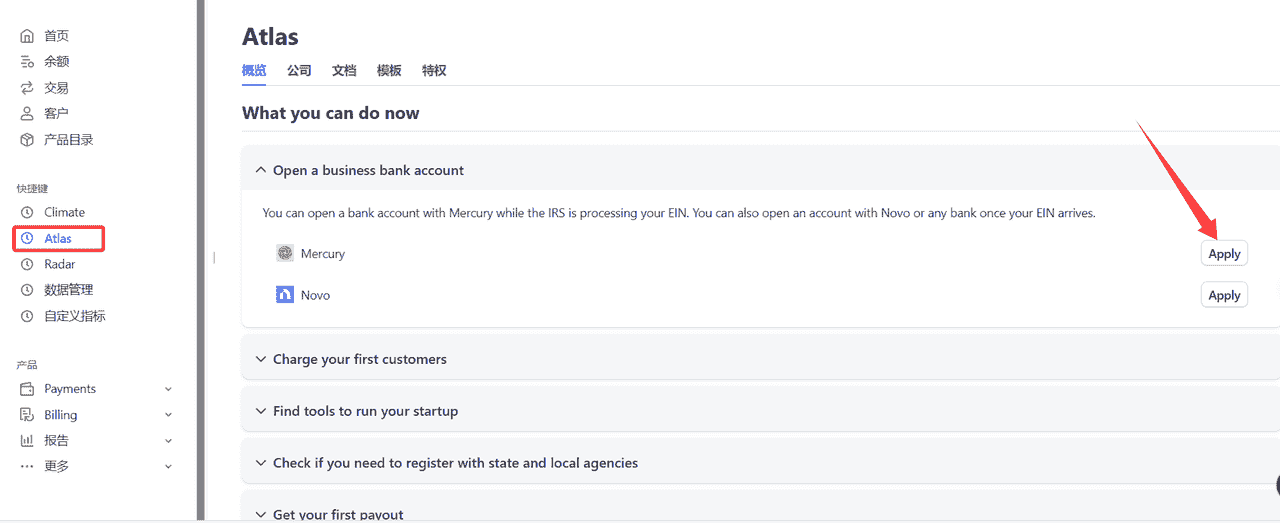 首页
余额
交易
客户
产品目录
快捷键
Climate
Atlas
Radar
数据管理
自定义指标
产品
Payments
Billing
报告
更多
Atlas
概览 公司 文档 模板 特权
What you can do now
Open a business bank account
You can open a bank account with Mercury while the IRS is processing your EIN. You can also open an account with Novo or any bank once your EIN arrives.
Mercury Apply
Novo Apply
Charge your first customers
Find tools to run your startup
Check if you need to register with state and local agencies
Get your first payout